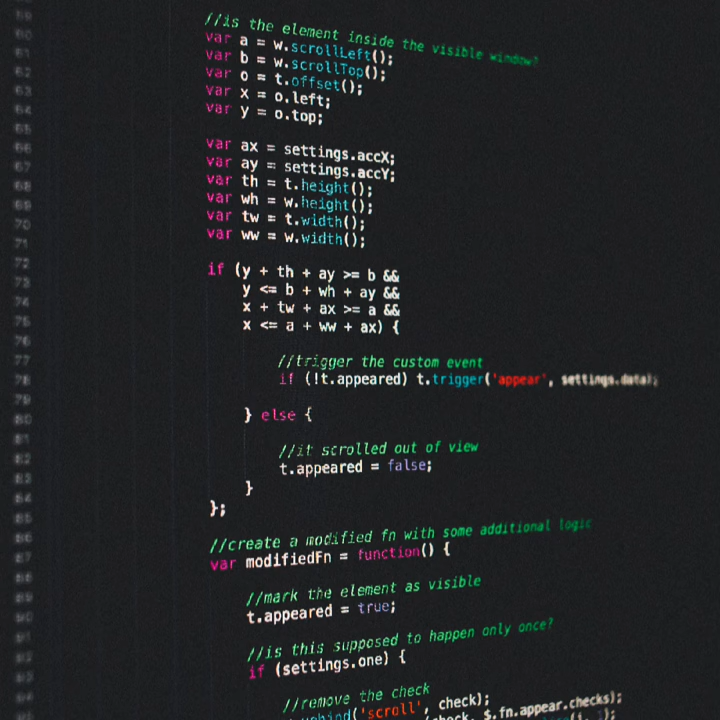 //is the element inside the visible window?
var a = w.scrollLeft();
var b = w.scrollTop();
var o = t.offset();
var x = o.left;
var y = o.top;
var ax = settings.accX;
var ay = settings.accY;
var th = t.height();
var wh = w.height();
var tw = t.width();
var ww = w.width();
if (y + th + ay >= b &&
y <= b + wh + ay &&
x + tw + ax >= a &&
x <= a + ww + ax) {
//trigger the custom event
if (!t.appeared) t.trigger('appear', settings.data);
} else {
//it scrolled out of view
t.appeared = false;
}
};
//create a modified fn with some additional logic
var modifiedFn = function() {
//mark the element as visible
t.appeared = true;
//is this supposed to happen only once?
if (settings.one) {
//remove the check
('scroll', check);
$.fn.appear.checks);